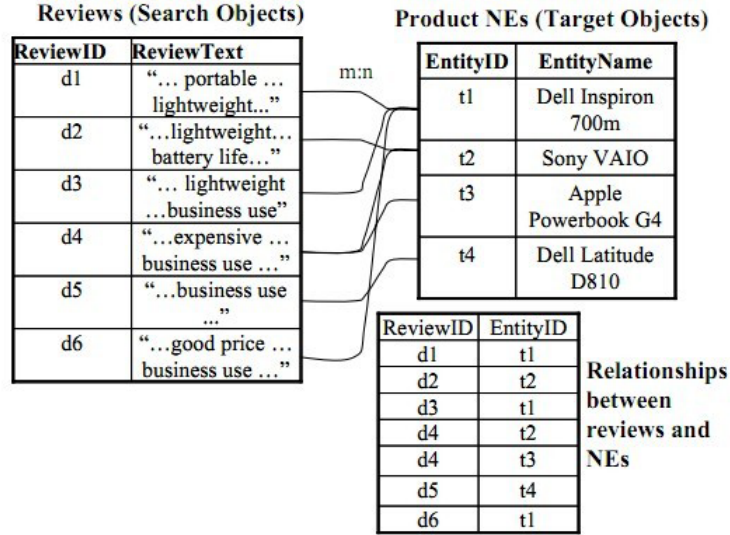 Reviews (Search Objects)
ReviewID ReviewText
d1 “… portable …
lightweight...”
d2 “…lightweight…
battery life…”
d3 “… lightweight
…business use”
d4 “…expensive …
business use …”
d5 “…business use
...”
d6 “…good price …
business use …”
m:n
Product NEs (Target Objects)
EntityID EntityName
t1 Dell Inspiron
700m
t2 Sony VAIO
t3 Apple
Powerbook G4
t4 Dell Latitude
D810
ReviewID EntityID
d1 t1
d2 t2
d3 t1
d4 t2
d4 t3
d5 t4
d6 t1
Relationships
between
reviews and
NEs